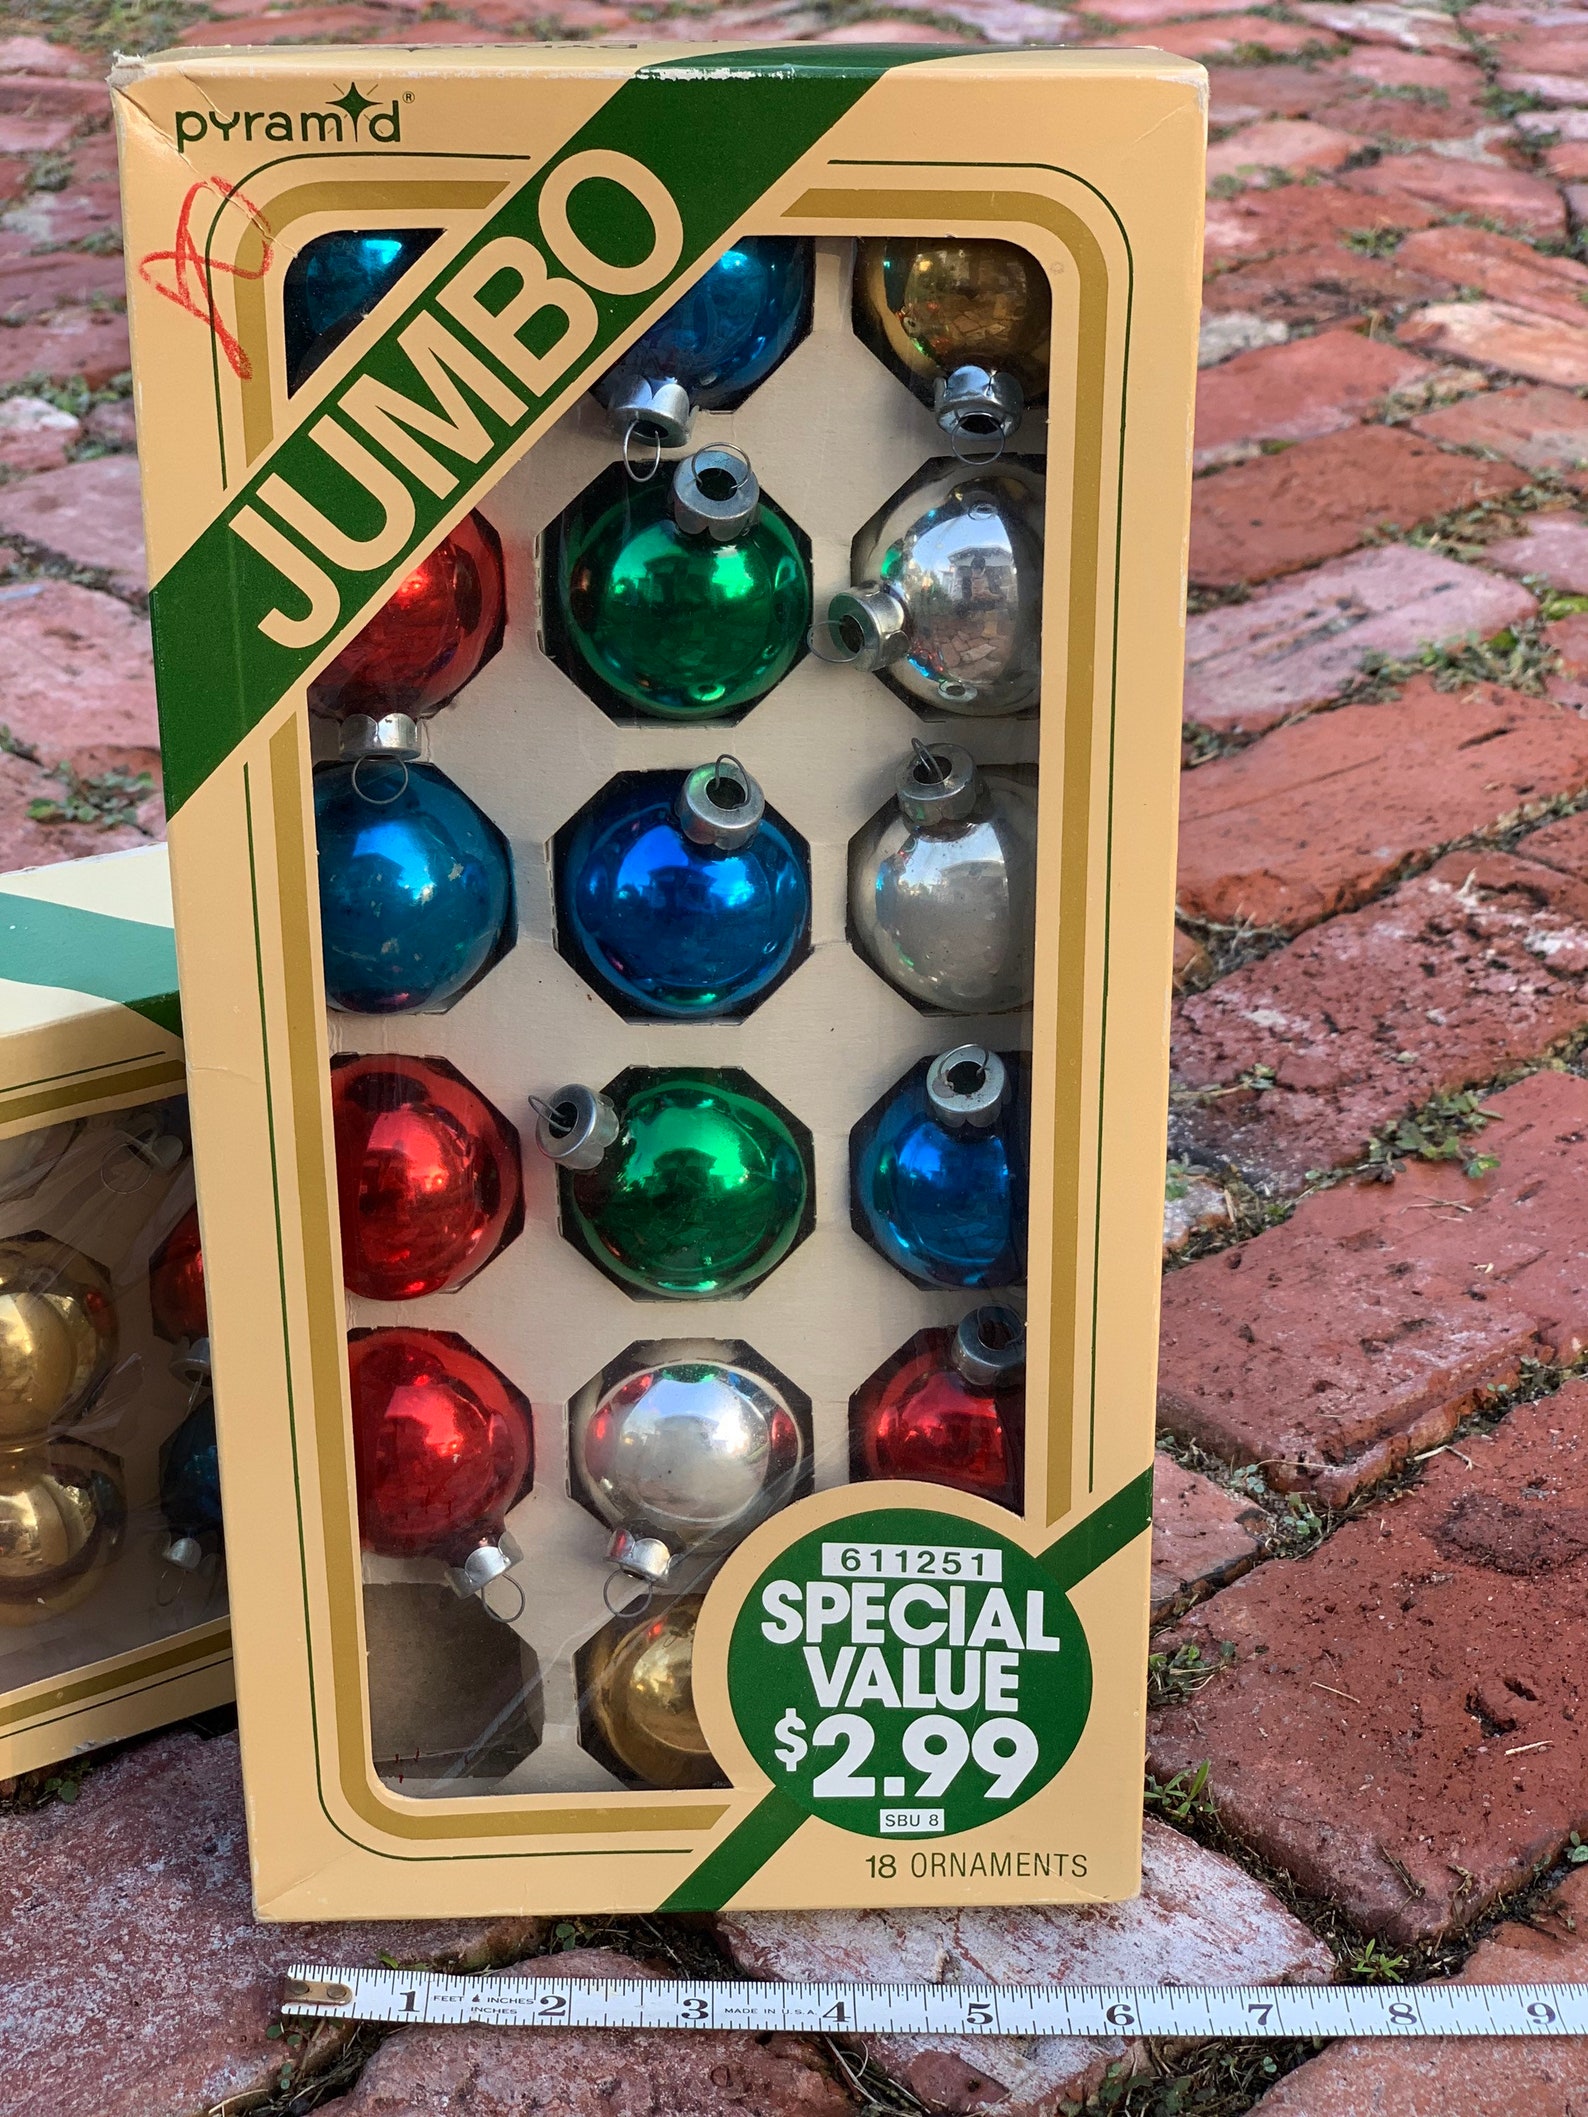 pyramid®
JUMBO
611251
SPECIAL
VALUE
$2.99
SBU 8
18 ORNAMENTS
1 FEET & INCHES 2 3 MADE IN U.S.A. 4 5 6 7 8 9
INCHES